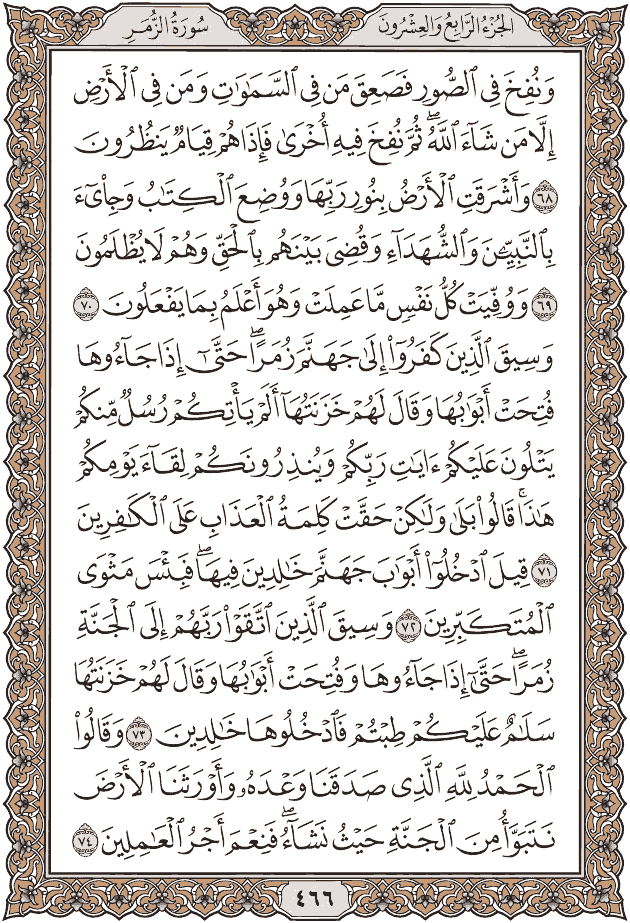 سُورَةُ الزُّمَرِ
الجُزْءُ الرَّابِعُ وَالعِشْرُونَ
وَنُفِخَ فِي ٱلصُّورِ فَصَعِقَ مَن فِي ٱلسَّمَٰوَٰتِ وَمَن فِي ٱلْأَرْضِ
إِلَّا مَن شَآءَ ٱللَّهُۖ ثُمَّ نُفِخَ فِيهِ أُخْرَىٰ فَإِذَا هُمْ قِيَامٌ يَنظُرُونَ
٦٨ وَأَشْرَقَتِ ٱلْأَرْضُ بِنُورِ رَبِّهَا وَوُضِعَ ٱلْكِتَٰبُ وَجِاْيٓءَ
بِٱلنَّبِيِّۦنَ وَٱلشُّهَدَآءِ وَقُضِيَ بَيْنَهُم بِٱلْحَقِّ وَهُمْ لَا يُظْلَمُونَ
٦٩ وَوُفِّيَتْ كُلُّ نَفْسٍ مَّا عَمِلَتْ وَهُوَ أَعْلَمُ بِمَا يَفْعَلُونَ ٧٠
وَسِيقَ ٱلَّذِينَ كَفَرُوٓاْ إِلَىٰ جَهَنَّمَ زُمَرًاۖ حَتَّىٰٓ إِذَا جَآءُوهَا
فُتِحَتْ أَبْوَٰبُهَا وَقَالَ لَهُمْ خَزَنَتُهَآ أَلَمْ يَأْتِكُمْ رُسُلٌ مِّنكُمْ
يَتْلُونَ عَلَيْكُمْ ءَايَٰتِ رَبِّكُمْ وَيُنذِرُونَكُمْ لِقَآءَ يَوْمِكُمْ
هَٰذَاۚ قَالُواْ بَلَىٰ وَلَٰكِنْ حَقَّتْ كَلِمَةُ ٱلْعَذَابِ عَلَى ٱلْكَٰفِرِينَ
٧١ قِيلَ ٱدْخُلُوٓاْ أَبْوَٰبَ جَهَنَّمَ خَٰلِدِينَ فِيهَاۖ فَبِئْسَ مَثْوَى
ٱلْمُتَكَبِّرِينَ ٧٢ وَسِيقَ ٱلَّذِينَ ٱتَّقَوْاْ رَبَّهُمْ إِلَى ٱلْجَنَّةِ
زُمَرًاۖ حَتَّىٰٓ إِذَا جَآءُوهَا وَفُتِحَتْ أَبْوَٰبُهَا وَقَالَ لَهُمْ خَزَنَتُهَا
سَلَٰمٌ عَلَيْكُمْ طِبْتُمْ فَٱدْخُلُوهَا خَٰلِدِينَ ٧٣ وَقَالُواْ
ٱلْحَمْدُ لِلَّهِ ٱلَّذِي صَدَقَنَا وَعْدَهُۥ وَأَوْرَثَنَا ٱلْأَرْضَ
نَتَبَوَّأُ مِنَ ٱلْجَنَّةِ حَيْثُ نَشَآءُۖ فَنِعْمَ أَجْرُ ٱلْعَٰمِلِينَ ٧٤
٤٦٦